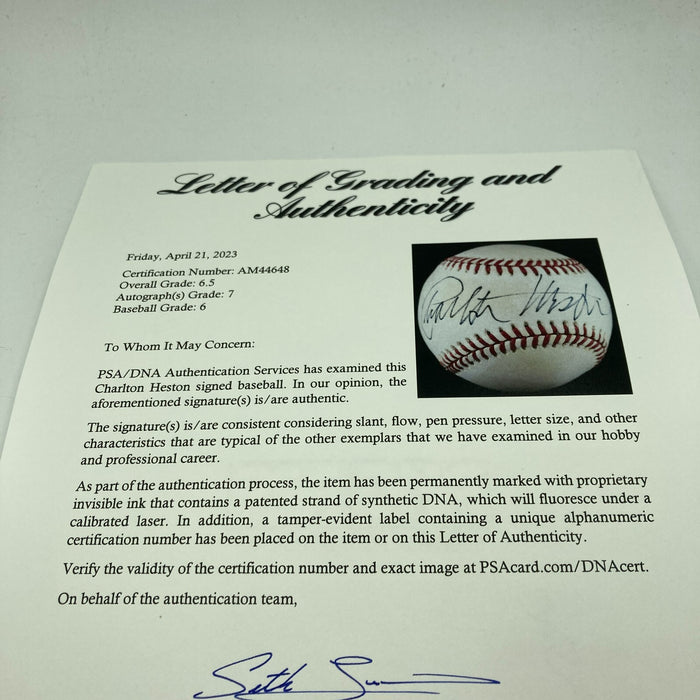 Letter of Grading and
Authenticity
Friday, April 21, 2023
Certification Number: AM44648
Overall Grade: 6.5
Autograph(s) Grade: 7
Baseball Grade: 6
Charlton Heston
To Whom It May Concern:
PSA/DNA Authentication Services has examined this
Charlton Heston signed baseball. In our opinion, the
aforementioned signature(s) is/are authentic.
The signature(s) is/are consistent considering slant, flow, pen pressure, letter size, and other
characteristics that are typical of the other exemplars that we have examined in our hobby
and professional career.
As part of the authentication process, the item has been permanently marked with proprietary
invisible ink that contains a patented strand of synthetic DNA, which will fluoresce under a
calibrated laser. In addition, a tamper-evident label containing a unique alphanumeric
certification number has been placed on the item or on this Letter of Authenticity.
Verify the validity of the certification number and exact image at PSAcard.com/DNAcert.
On behalf of the authentication team,
Seth